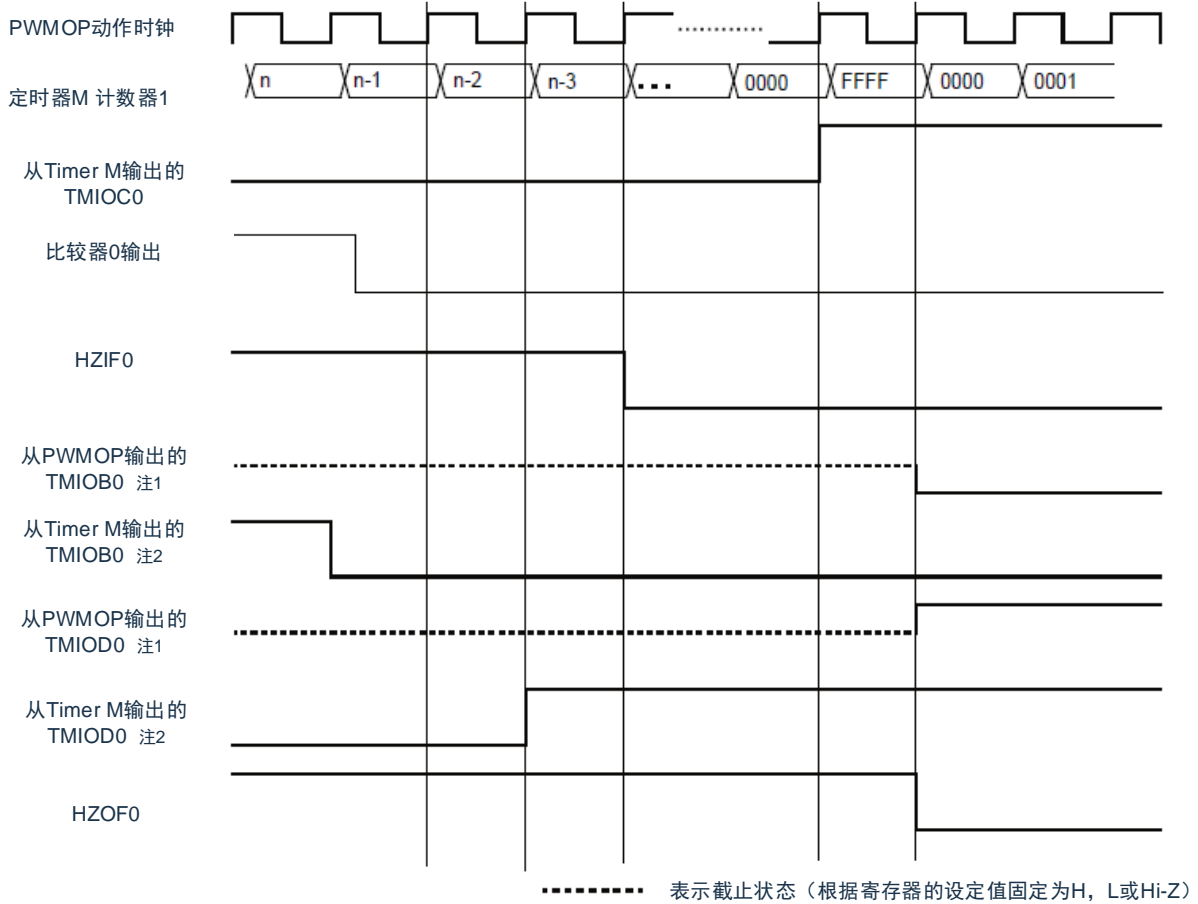 PWMOP动作时钟
定时器M 计数器1
n n-1 n-2 n-3 ... 0000 FFFF 0000 0001
从Timer M输出的
TMIOC0
比较器0输出
HZIF0
从PWMOP输出的
TMIOB0 注1
从Timer M输出的
TMIOB0 注2
从PWMOP输出的
TMIOD0 注1
从Timer M输出的
TMIOD0 注2
HZOF0
表示截止状态（根据寄存器的设定值固定为H，L或Hi-Z）